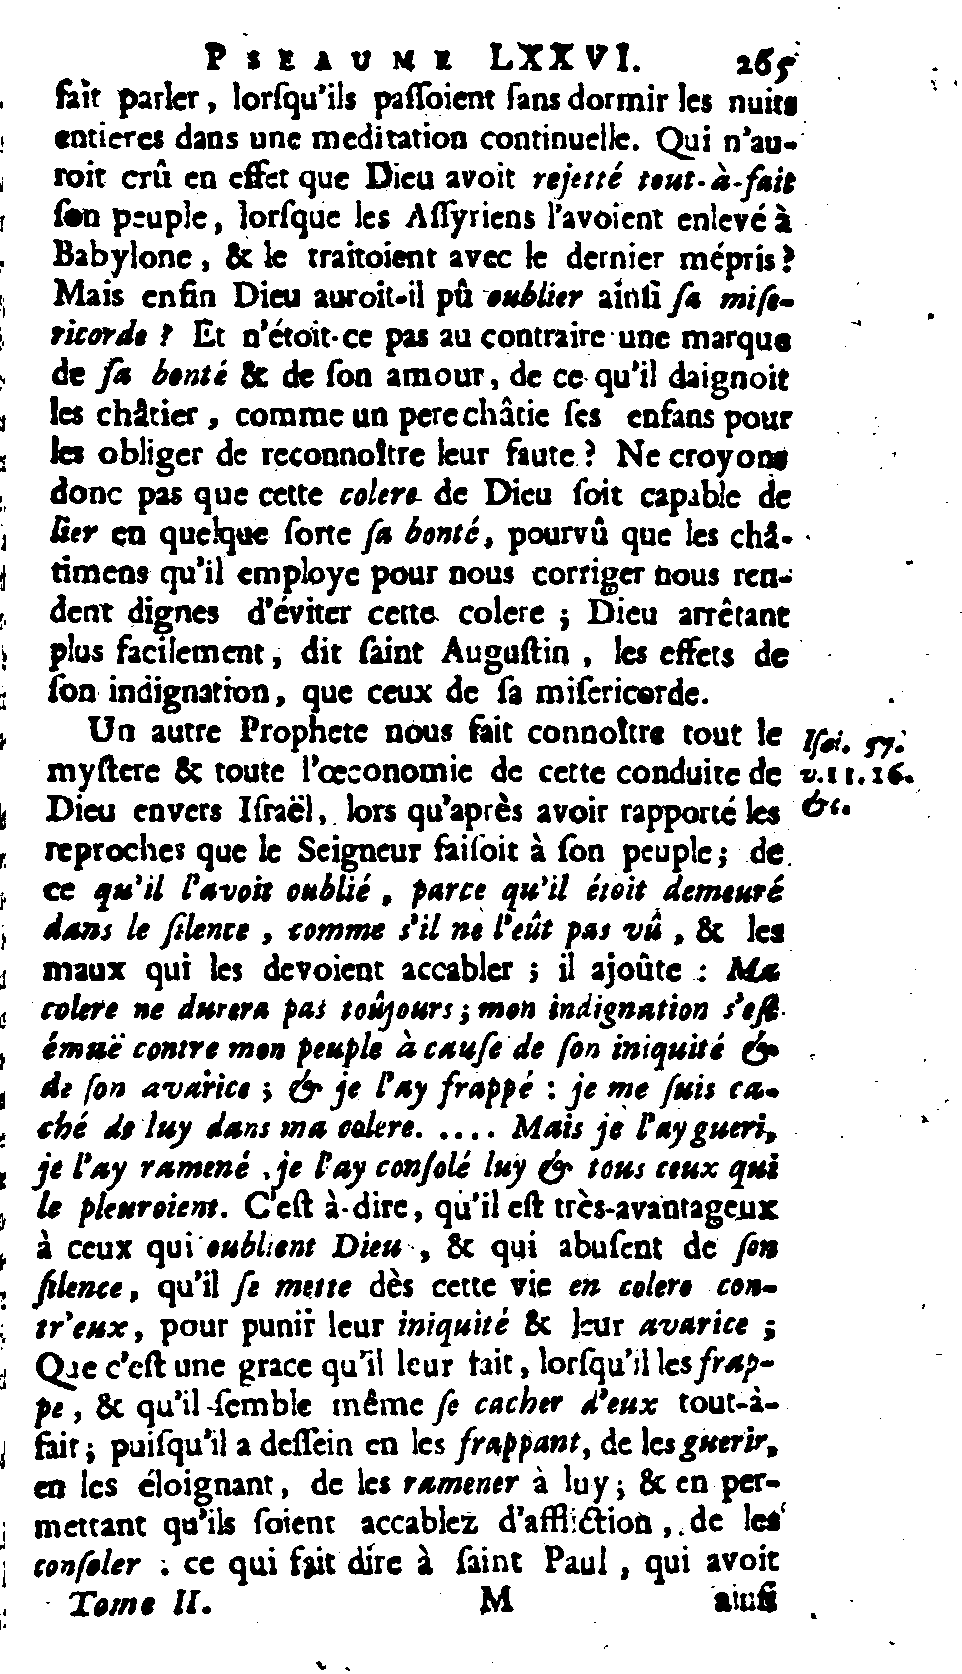 PSEAUME LXXVI. 265
fait parler, lorſqu'ils paſſoient ſans dormir les nuits
entieres dans une meditation continuelle. Qui n'au-
roit crû en effet que Dieu avoit rejetté tout-à-fait
ſon peuple, lorſque les Aſſyriens l'avoient enlevé à
Babylone, & le traitoient avec le dernier mépris?
Mais enfin Dieu auroit-il pû oublier ainſi ſa miſe-
ricorde? Et n'étoit-ce pas au contraire une marque
de ſa bonté & de ſon amour, de ce qu'il daignoit
les châtier, comme un pere châtie ſes enfans pour
les obliger de reconnoître leur faute? Ne croyons
donc pas que cette colere de Dieu ſoit capable de
lier en quelque ſorte ſa bonté, pourvû que les châ-
timens qu'il employe pour nous corriger nous ren-
dent dignes d'éviter cette colere; Dieu arrêtant
plus facilement, dit ſaint Auguſtin, les effets de
ſon indignation, que ceux de ſa miſericorde.
Un autre Prophete nous fait connoître tout le
myſtere & toute l'œconomie de cette conduite de
Dieu envers Iſraël, lors qu'après avoir rapporté les
reproches que le Seigneur faiſoit à ſon peuple; de
ce qu'il l'avoit oublié, parce qu'il étoit demeuré
dans le ſilence, comme s'il ne l'eût pas vû, & les
maux qui les devoient accabler; il ajoûte: Ma
colere ne durera pas toûjours; mon indignation s'eſt
émuë contre mon peuple à cauſe de ſon iniquité &
de ſon avarice; & je l'ay frappé: je me ſuis ca-
ché de luy dans ma colere. .... Mais je l'ay gueri,
je l'ay ramené, je l'ay conſolé luy & tous ceux qui
le pleuroient. C'eſt à-dire, qu'il eſt très-avantageux
à ceux qui oublient Dieu, & qui abuſent de ſon
ſilence, qu'il ſe mette dès cette vie en colere con-
tr'eux, pour punir leur iniquité & leur avarice;
Que c'eſt une grace qu'il leur fait, lorſqu'il les frap-
pe, & qu'il ſemble même ſe cacher d'eux tout-à-
fait; puiſqu'il a deſſein en les frappant, de les guerir,
en les éloignant, de les ramener à luy; & en per-
mettant qu'ils ſoient accablez d'affliction, de les
conſoler: ce qui fait dire à ſaint Paul, qui avoit
Tome II. M ainſi
Iſai. 57.
v. 11. 16.
&c.